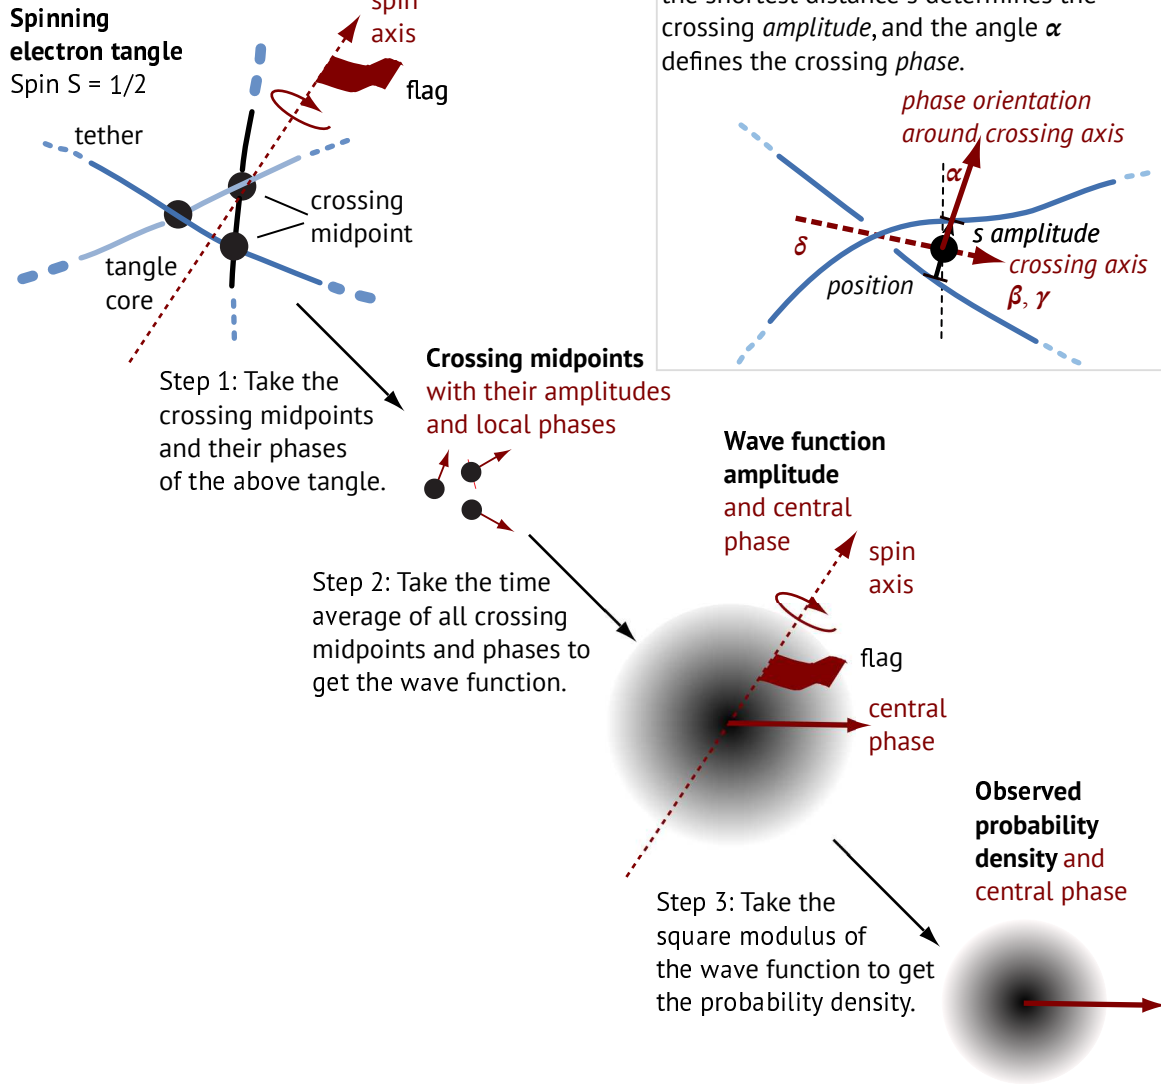 Spinning
electron tangle
Spin S = 1/2
spin
axis
flag
tether
crossing
midpoint
tangle
core
the shortest distance s determines the
crossing amplitude, and the angle α
defines the crossing phase.
phase orientation
around crossing axis
α
s amplitude
δ
crossing axis
β, γ
position
Step 1: Take the
crossing midpoints
and their phases
of the above tangle.
Crossing midpoints
with their amplitudes
and local phases
Step 2: Take the time
average of all crossing
midpoints and phases to
get the wave function.
Wave function
amplitude
and central
phase
spin
axis
flag
central
phase
Step 3: Take the
square modulus of
the wave function to get
the probability density.
Observed
probability
density and
central phase